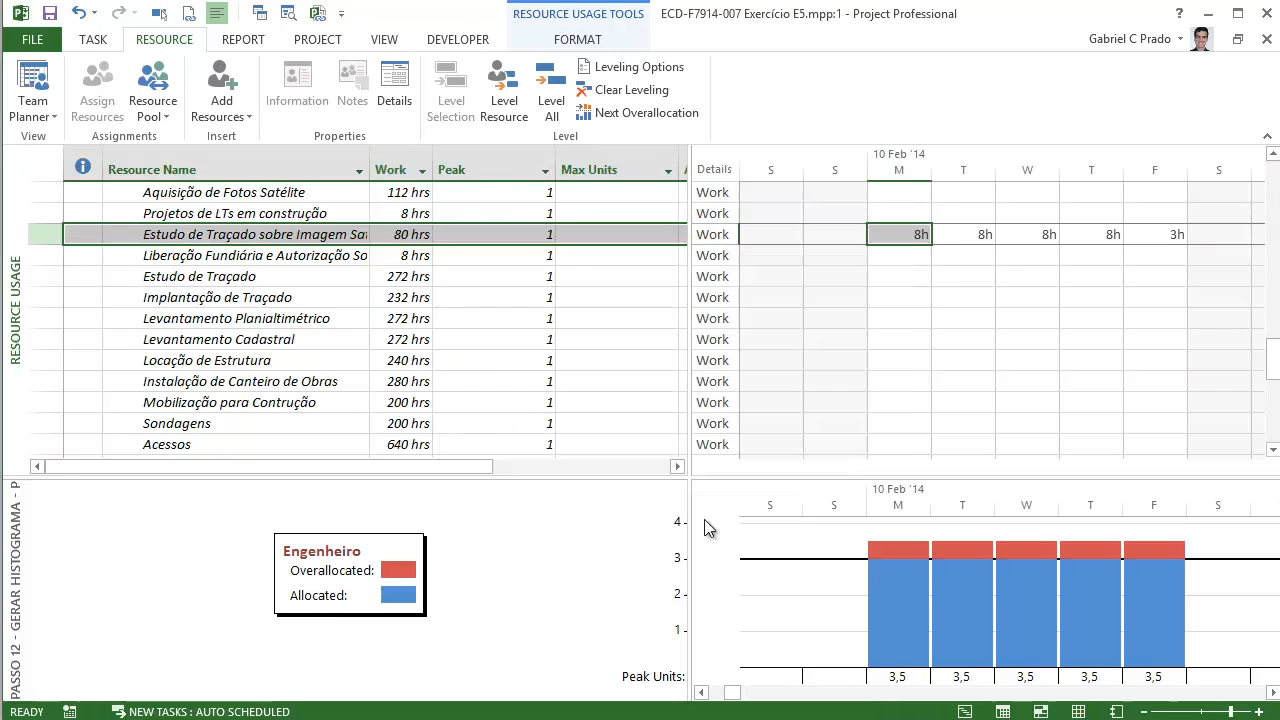 RESOURCE USAGE TOOLS
ECD-F7914-007 Exercício E5.mpp:1 - Project Professional
FILE TASK RESOURCE REPORT PROJECT VIEW DEVELOPER FORMAT
Gabriel C Prado
Team Planner
Assign Resources
Resource Pool
Add Resources
Information
Notes
Details
Level Selection
Level Resource
Level All
Leveling Options
Clear Leveling
Next Overallocation
View Assignments Insert Properties Level
Resource Name Work Peak Max Units
Details S S M T W T F S
10 Feb '14
Aquisição de Fotos Satélite 112 hrs 1 Work
Projetos de LTs em construção 8 hrs 1 Work
Estudo de Traçado sobre Imagem Sat 80 hrs 1 Work 8h 8h 8h 8h 3h
Liberação Fundiária e Autorização So 8 hrs 1 Work
Estudo de Traçado 272 hrs 1 Work
Implantação de Traçado 232 hrs 1 Work
Levantamento Planialtimétrico 272 hrs 1 Work
Levantamento Cadastral 272 hrs 1 Work
Locação de Estrutura 240 hrs 1 Work
Instalação de Canteiro de Obras 280 hrs 1 Work
Mobilização para Contrução 200 hrs 1 Work
Sondagens 200 hrs 1 Work
Acessos 640 hrs 1 Work
RESOURCE USAGE
PASSO 12 - GERAR HISTOGRAMA - P
Engenheiro
Overallocated:
Allocated:
10 Feb '14
S S M T W T F S
4
3
2
1
Peak Units: 3,5 3,5 3,5 3,5 3,5
READY NEW TASKS : AUTO SCHEDULED